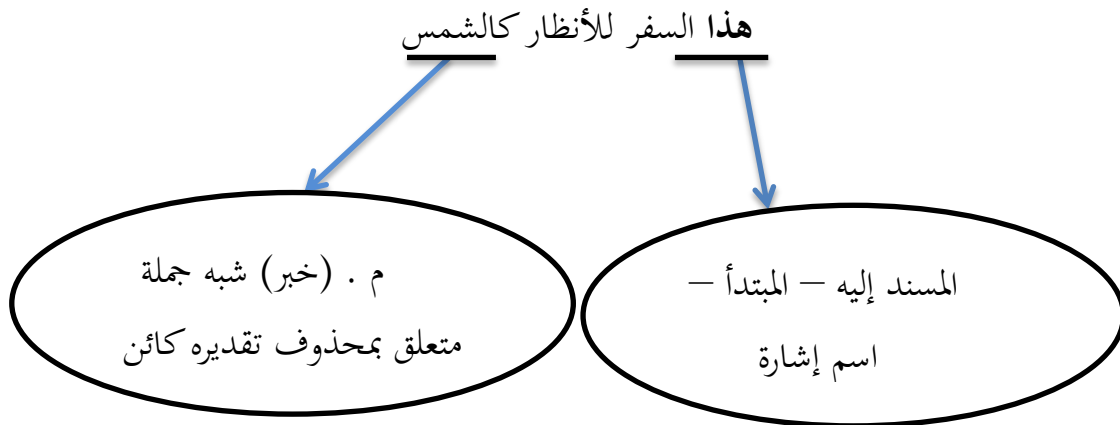 هذا السفر للأنظار كالشمس
المسند إليه – المبتدأ –
اسم إشارة
م . (خبر) شبه جملة
متعلق بمحذوف تقديره كائن